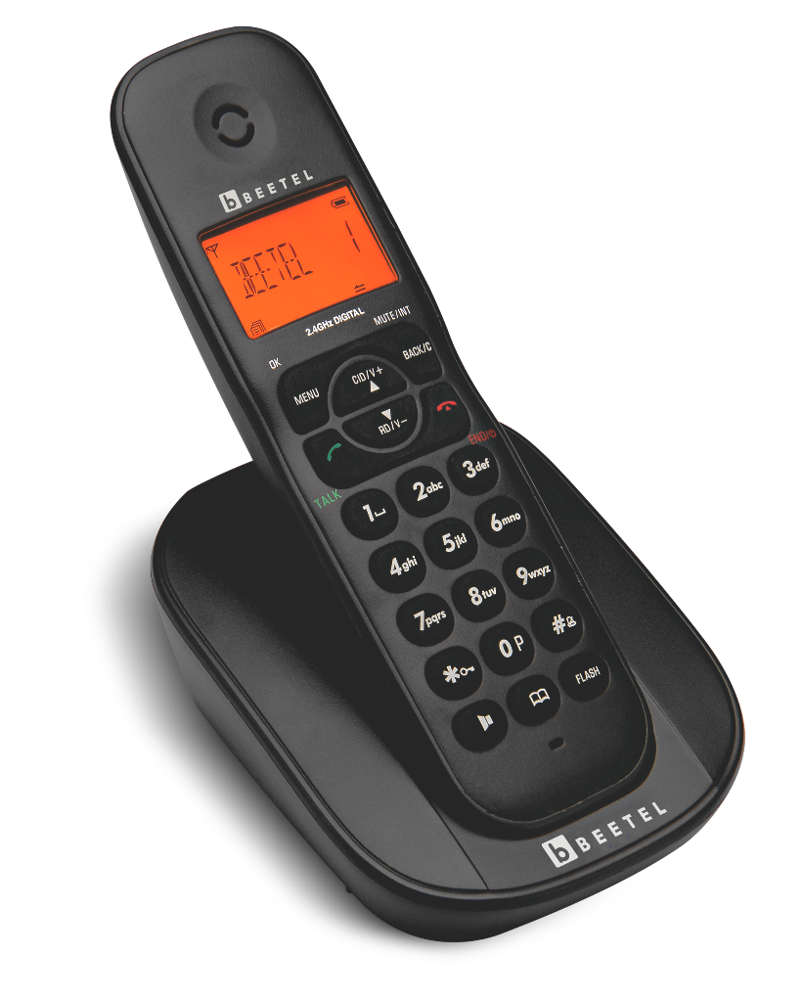 b BEETEL
BEETEL 1
2.4GHz DIGITAL
MUTE/INT
OK
BACK/C
MENU
CID/V+
RD/V-
END/
TALK
1 2abc 3def
4ghi 5jkl 6mno
7pqrs 8tuv 9wxyz
* 0P #
FLASH
b BEETEL